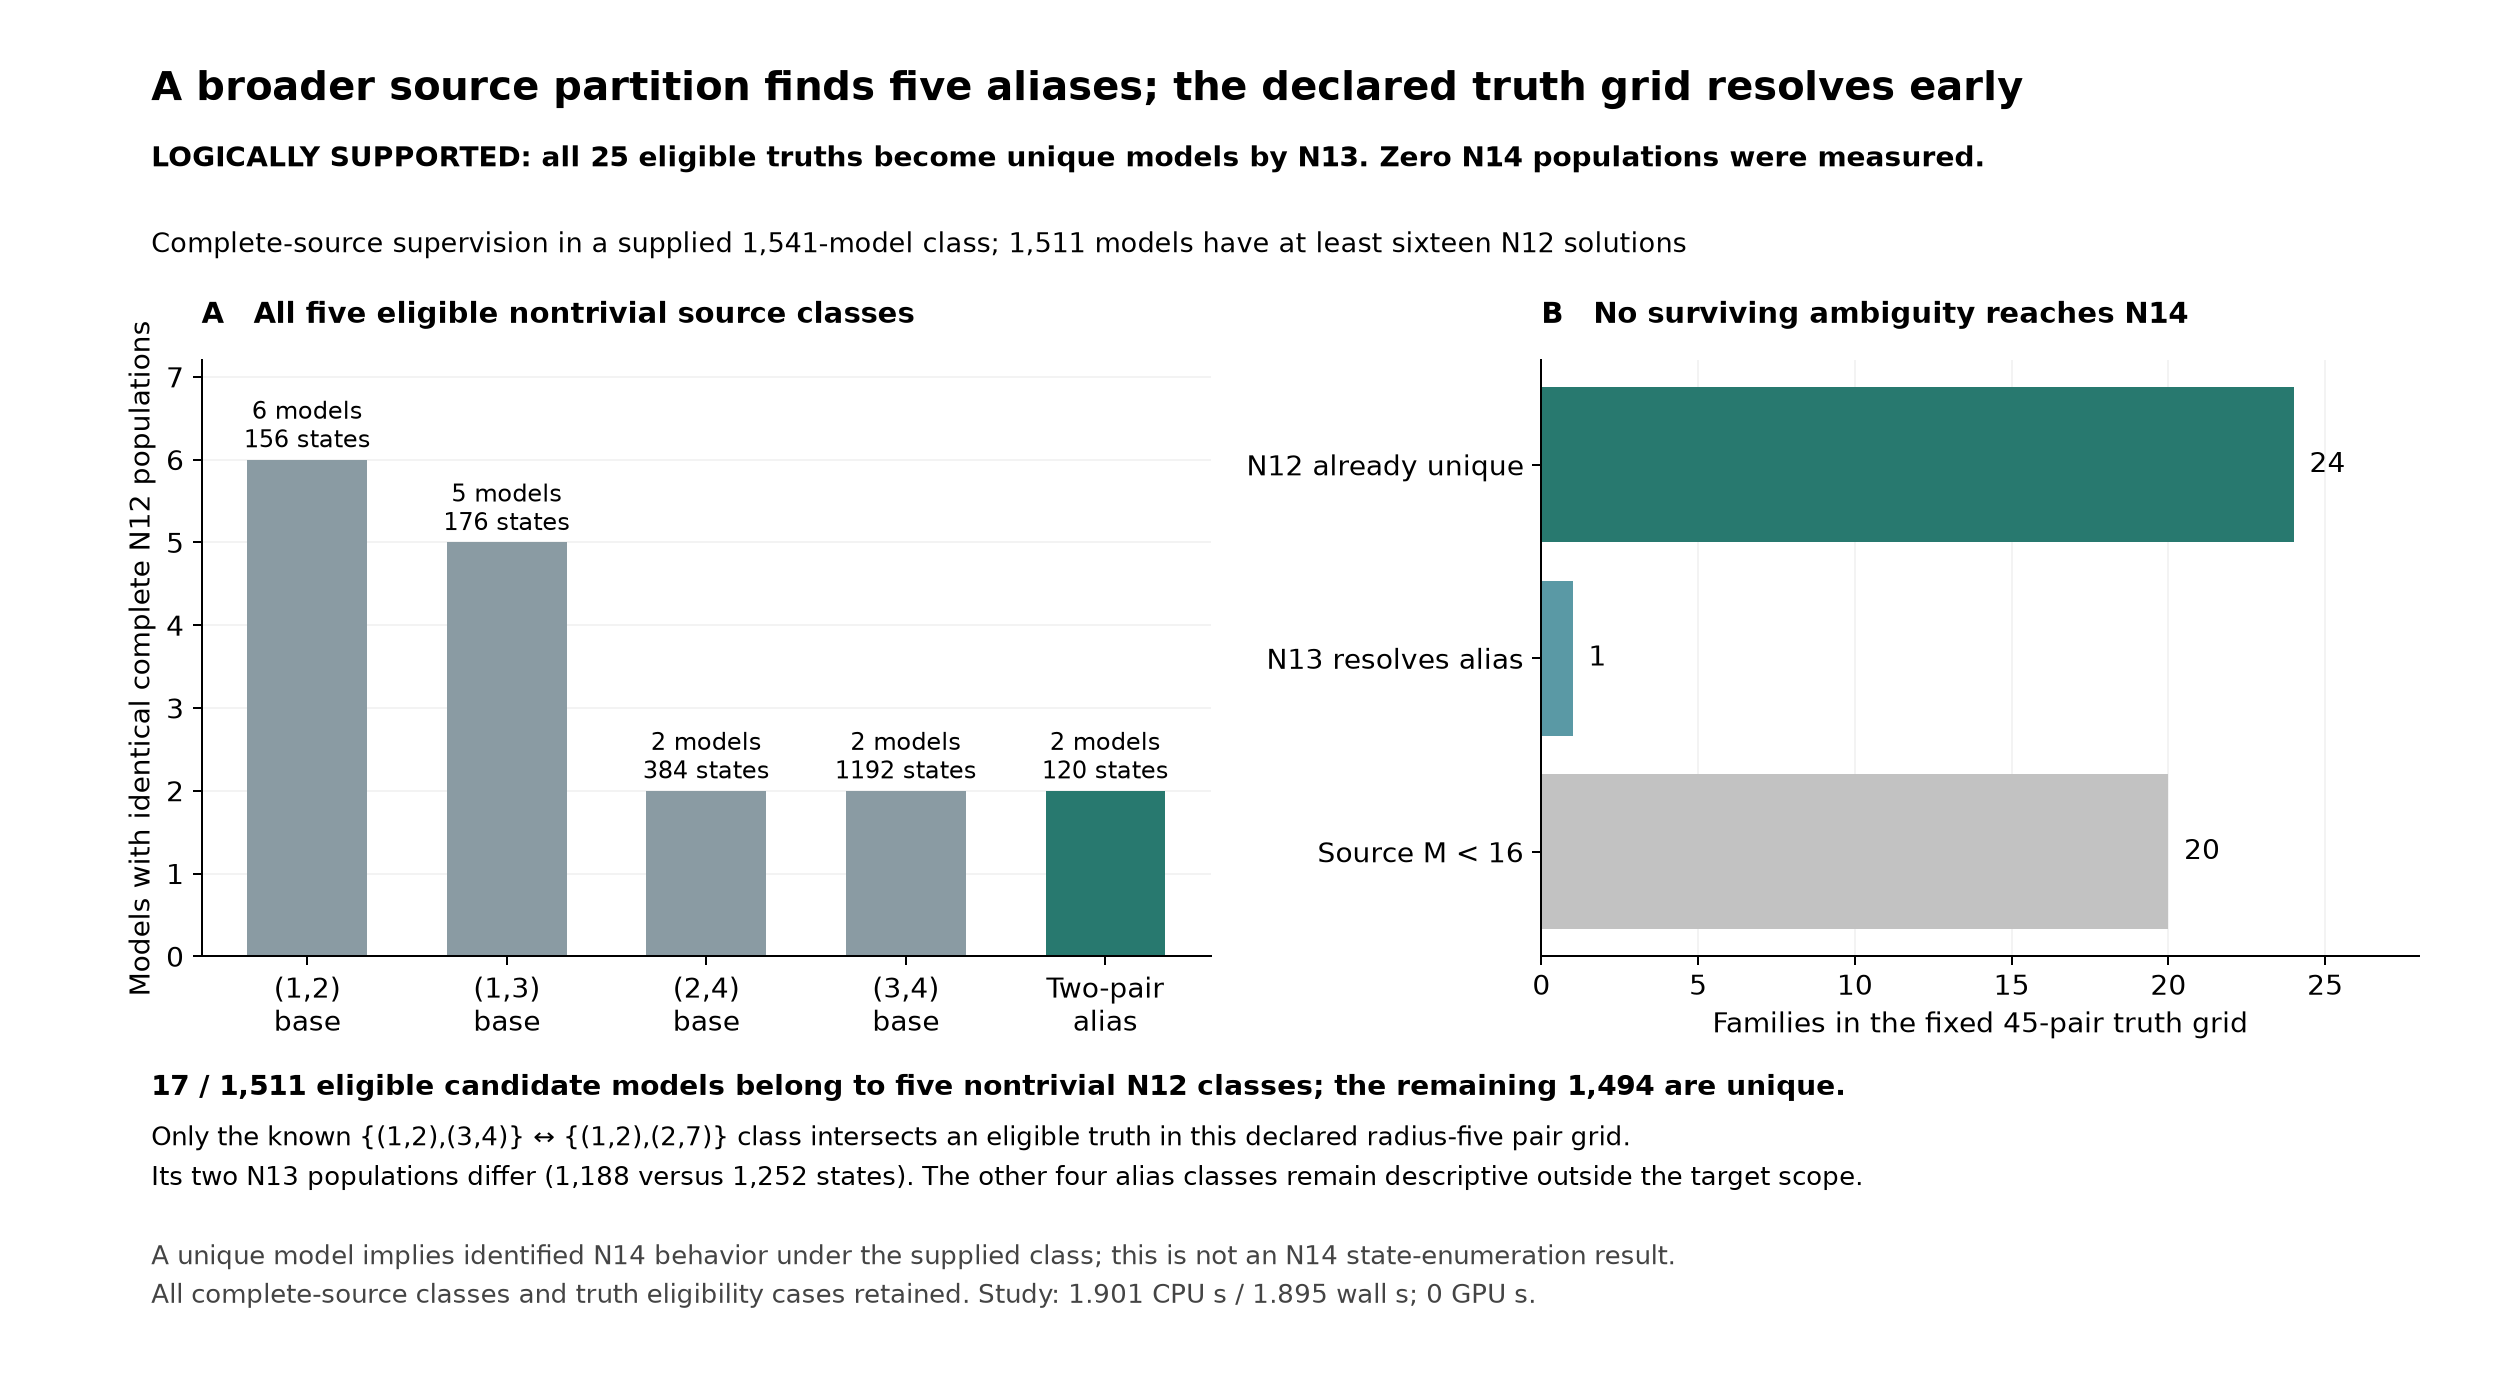 A broader source partition finds five aliases; the declared truth grid resolves early
LOGICALLY SUPPORTED: all 25 eligible truths become unique models by N13. Zero N14 populations were measured.
Complete-source supervision in a supplied 1,541-model class; 1,511 models have at least sixteen N12 solutions
A All five eligible nontrivial source classes
Models with identical complete N12 populations
7
6
5
4
3
2
1
0
6 models
156 states
5 models
176 states
2 models
384 states
2 models
1192 states
2 models
120 states
(1,2)
base
(1,3)
base
(2,4)
base
(3,4)
base
Two-pair
alias
B No surviving ambiguity reaches N14
N12 already unique
24
N13 resolves alias
1
Source M < 16
20
0
5
10
15
20
25
Families in the fixed 45-pair truth grid
17 / 1,511 eligible candidate models belong to five nontrivial N12 classes; the remaining 1,494 are unique.
Only the known {(1,2),(3,4)} ↔ {(1,2),(2,7)} class intersects an eligible truth in this declared radius-five pair grid.
Its two N13 populations differ (1,188 versus 1,252 states). The other four alias classes remain descriptive outside the target scope.
A unique model implies identified N14 behavior under the supplied class; this is not an N14 state-enumeration result.
All complete-source classes and truth eligibility cases retained. Study: 1.901 CPU s / 1.895 wall s; 0 GPU s.